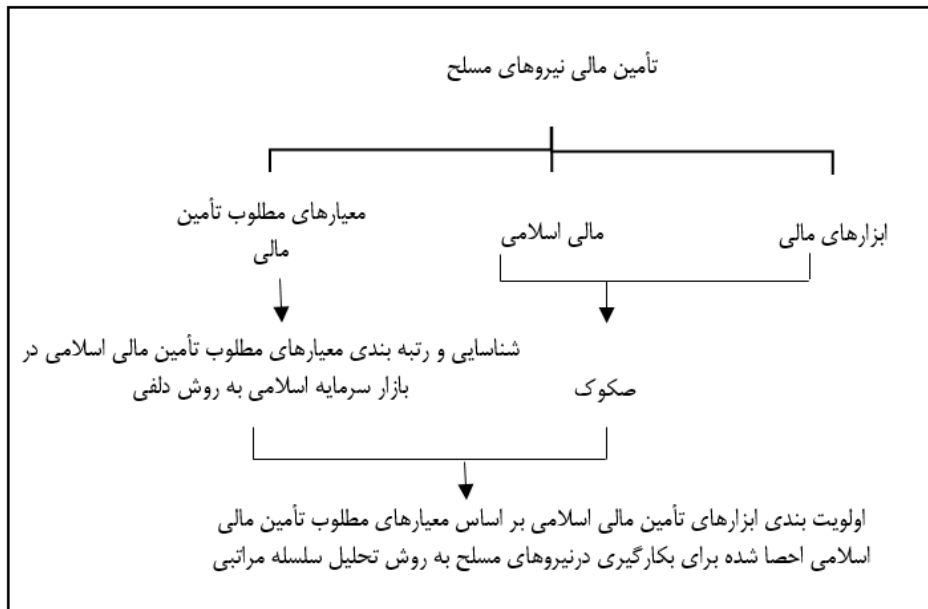 تأمین مالی نیروهای مسلح
ابزارهای مالی
مالی اسلامی
معیارهای مطلوب تأمین
مالی
شناسایی و رتبه بندی معیارهای مطلوب تأمین مالی اسلامی در
بازار سرمایه اسلامی به روش دلفی
صکوک
اولویت بندی ابزارهای تأمین مالی اسلامی بر اساس معیارهای مطلوب تأمین مالی
اسلامی احصا شده برای بکارگیری درنیروهای مسلح به روش تحلیل سلسله مراتبی